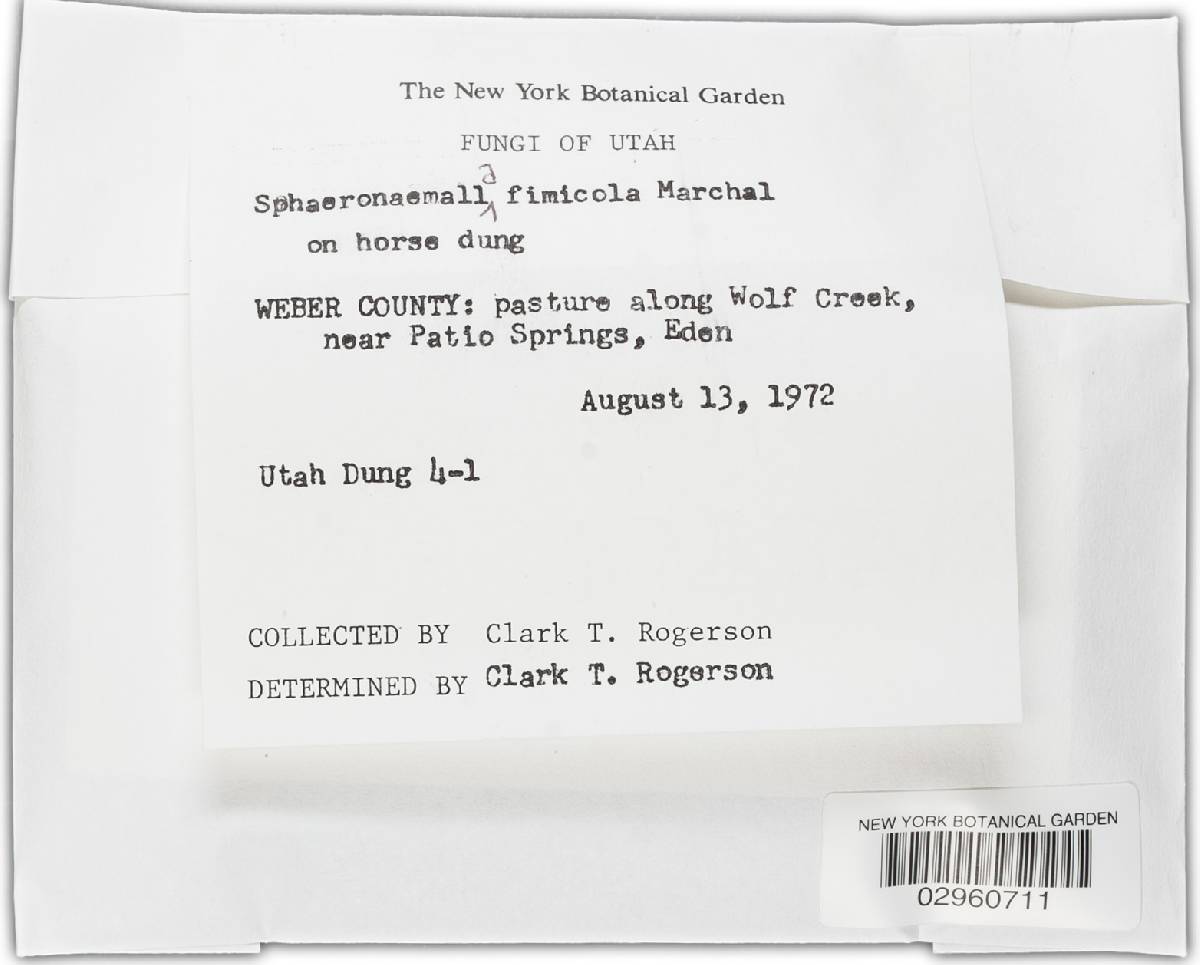 The New York Botanical Garden
FUNGI OF UTAH
Sphaeronaemalla fimicola Marchal
on horse dung
WEBER COUNTY: pasture along Wolf Creek,
near Patio Springs, Eden
August 13, 1972
Utah Dung 4-1
COLLECTED BY Clark T. Rogerson
DETERMINED BY Clark T. Rogerson
NEW YORK BOTANICAL GARDEN
02960711